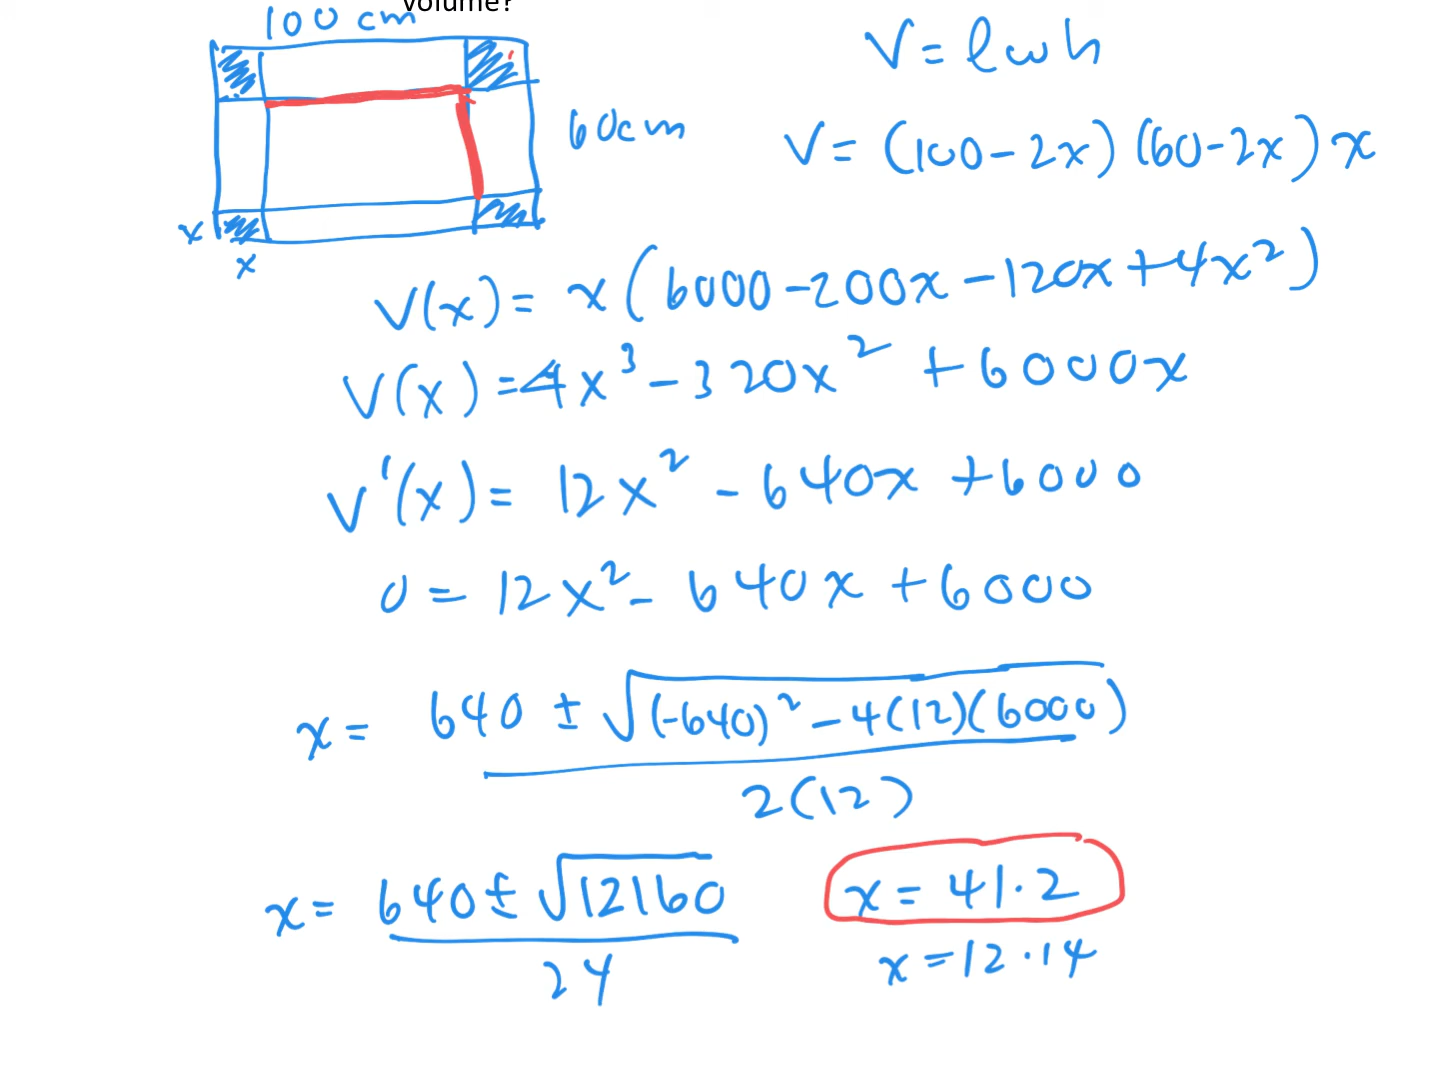 volume?
100 cm
60cm
x
x
V = lwh
V = (100 - 2x) (60 - 2x) x
V(x) = x (6000 - 200x - 120x + 4x²)
V(x) = 4x³ - 320x² + 6000x
V'(x) = 12x² - 640x + 6000
0 = 12x² - 640x + 6000
x = 640 ± √(-640)² - 4(12)(6000) / 2(12)
x = 640 ± √12160 / 24
x = 41.2
x = 12.14